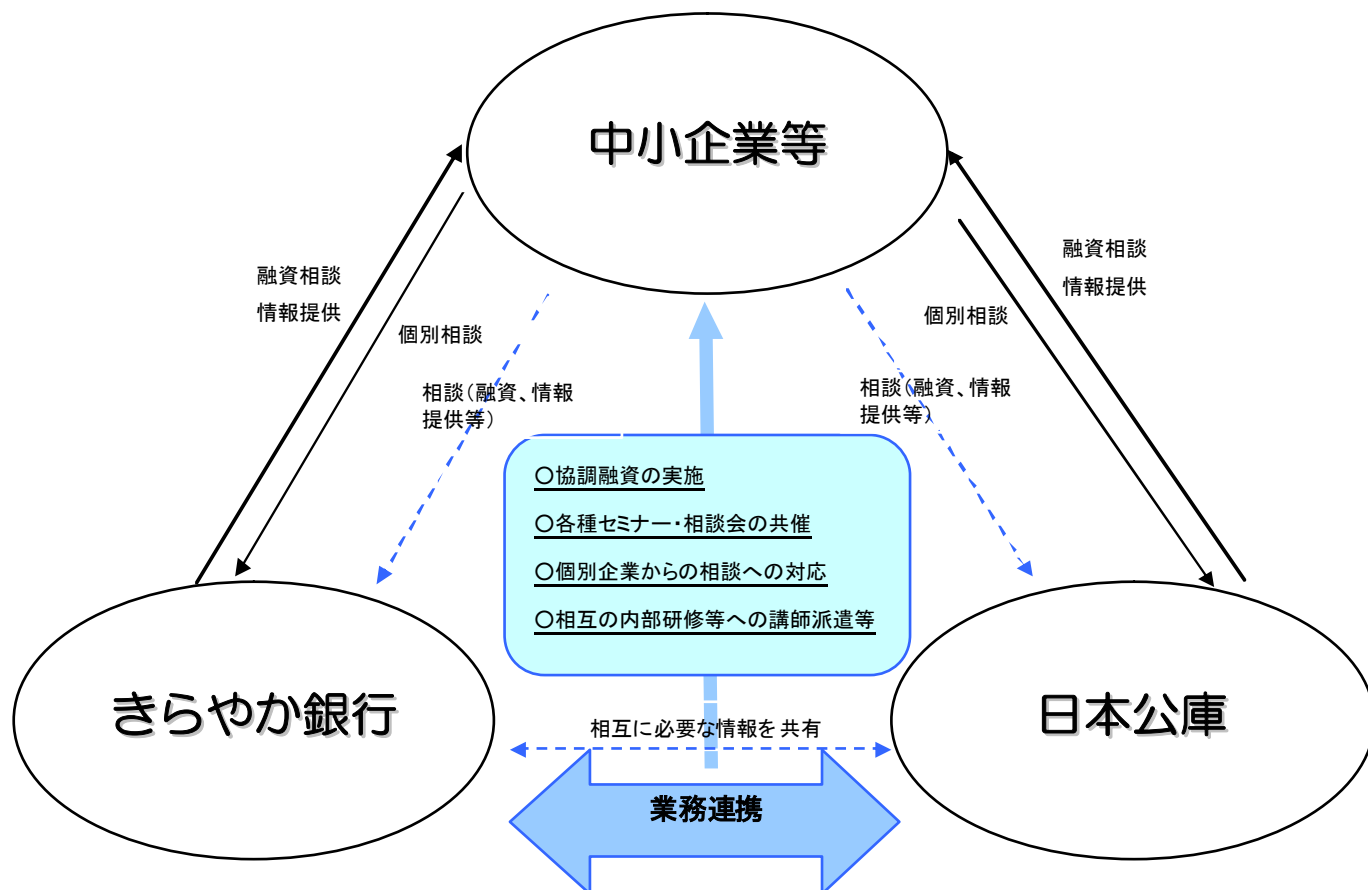 中小企業等
融資相談
情報提供
個別相談
相談(融資、情報
提供等)
融資相談
情報提供
個別相談
相談(融資、情報
提供等)
○協調融資の実施
○各種セミナー・相談会の共催
○個別企業からの相談への対応
○相互の内部研修等への講師派遣等
きらやか銀行
日本公庫
相互に必要な情報を共有
業務連携